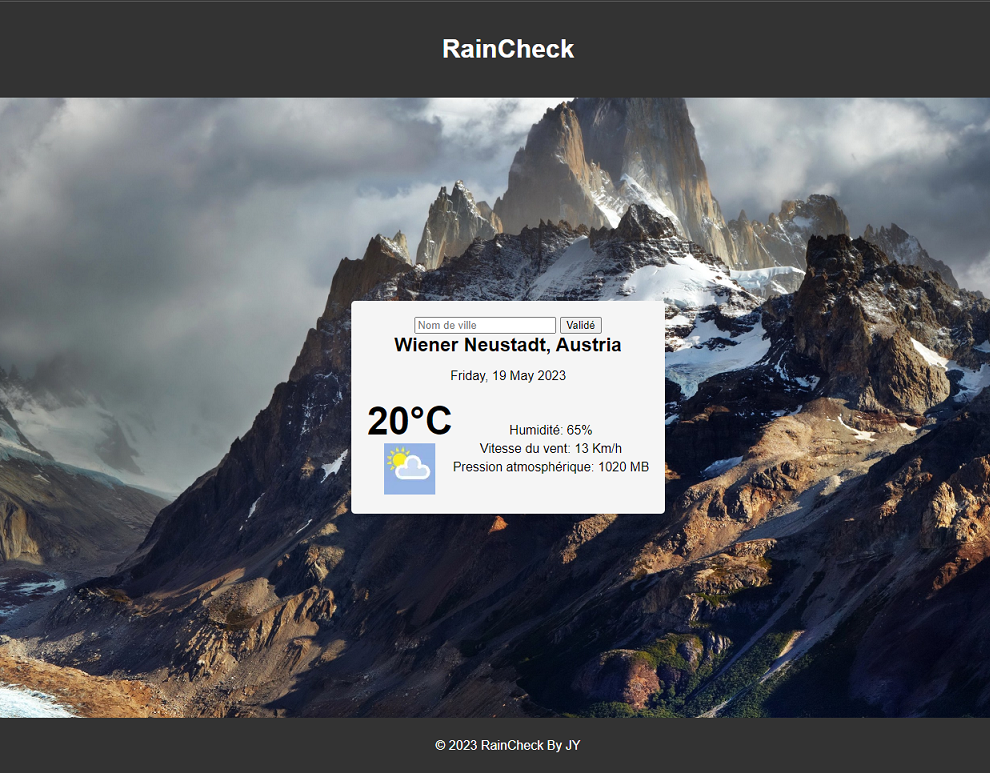 RainCheck
Nom de ville Validé
Wiener Neustadt, Austria
Friday, 19 May 2023
20°C
Humidité: 65%
Vitesse du vent: 13 Km/h
Pression atmosphérique: 1020 MB
© 2023 RainCheck By JY